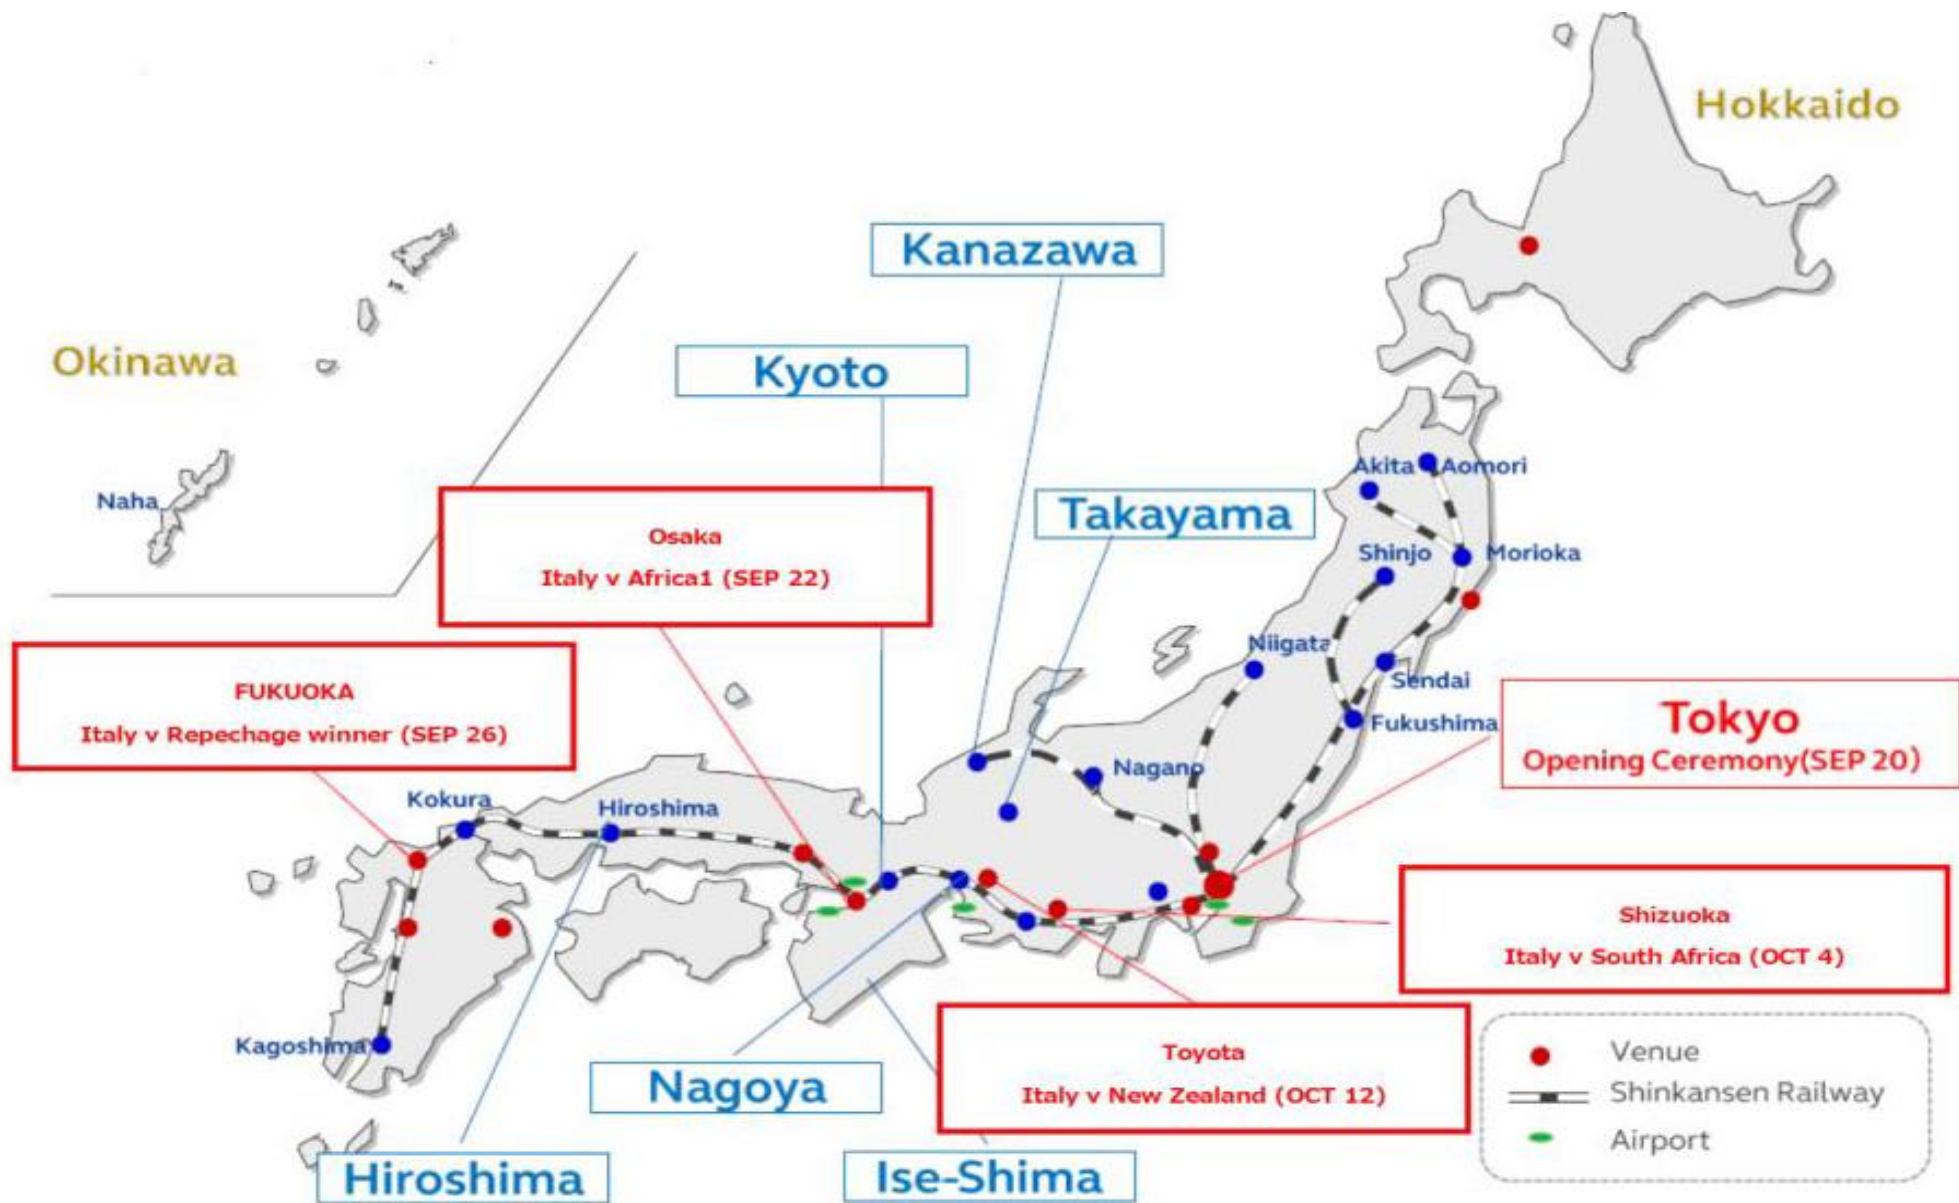 Hokkaido
Kanazawa
Okinawa
Kyoto
Naha
Akita
Aomori
Takayama
Osaka
Italy v Africa1 (SEP 22)
Shinjo
Morioka
Niigata
Sendai
FUKUOKA
Italy v Repechage winner (SEP 26)
Fukushima
Tokyo
Opening Ceremony(SEP 20)
Nagano
Kokura
Hiroshima
Shizuoka
Italy v South Africa (OCT 4)
Kagoshima
Nagoya
Toyota
Italy v New Zealand (OCT 12)
Venue
Shinkansen Railway
Airport
Hiroshima
Ise-Shima